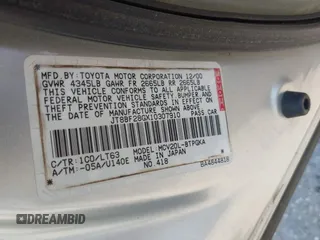 MFD.BY TOYOTA MOTOR CORPORATION 12/00
GVWR 4345LB GAWR FR 2665LB RR 2665LB
THIS VEHICLE CONFORMS TO ALL APPLICABLE
FEDERAL MOTOR VEHICLE SAFETY,BUMPER,AND
THEFT PREVENTION STANDARDS IN EFFECT ON
THE DATE OF MANUFACTURE SHOWN ABOVE.
JT8BF28GX10307910 PASS CAR
C/TR: 1C0/LT63 MODEL: MCV20L-BTPGKA
A/TM: -05A/U140E MADE IN JAPAN
NO.418
DREAMBID